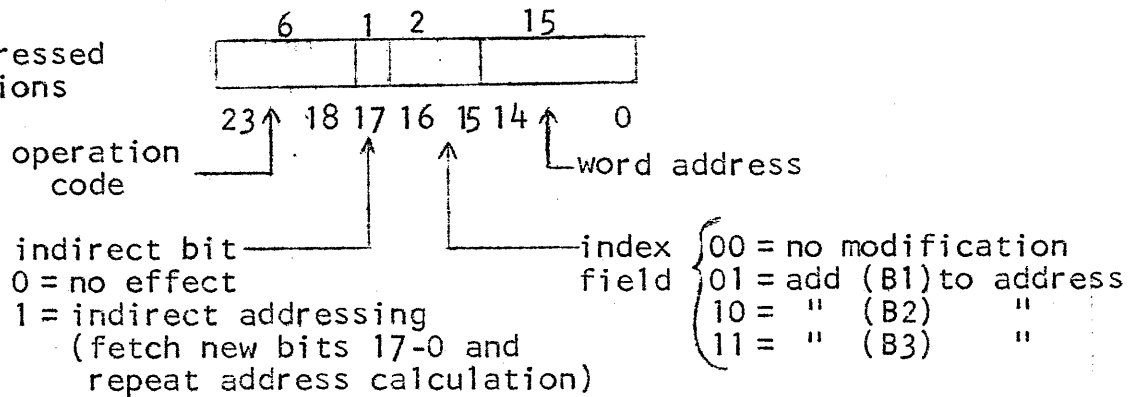 6 1 2 15
ressed
ions
23 18 17 16 15 14 0
operation
code
word address
indirect bit
0 = no effect
1 = indirect addressing
(fetch new bits 17-0 and
repeat address calculation)
index
field
00 = no modification
01 = add (B1) to address
10 = " (B2) "
11 = " (B3) "